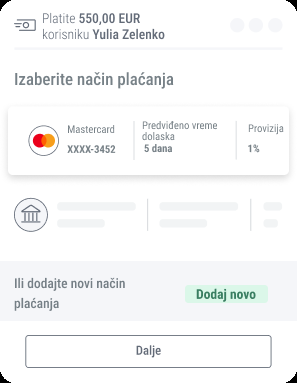 Platite 550,00 EUR
korisniku Yulia Zelenko
Izaberite način plaćanja
Mastercard
XXXX-3452
Predviđeno vreme
dolaska
5 dana
Provizija
1%
Ili dodajte novi način
plaćanja
Dodaj novo
Dalje